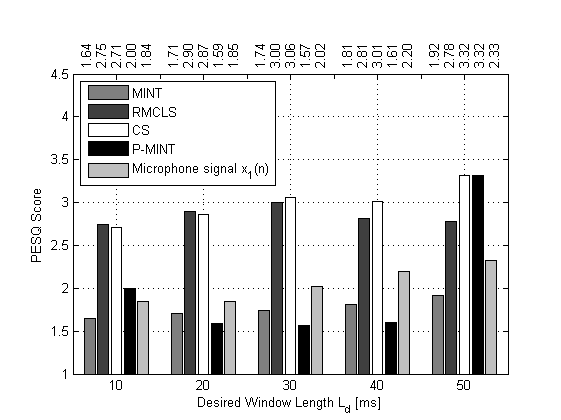 1.64 2.75 2.71 2.00 1.84 1.71 2.90 2.87 1.59 1.85 1.74 3.00 3.06 1.57 2.02 1.81 2.81 3.01 1.61 2.20 1.92 2.78 3.32 3.32 2.33
4.5
4
3.5
3
2.5
2
1.5
1
PESQ Score
MINT
RMCLS
CS
P-MINT
Microphone signal x1(n)
10 20 30 40 50
Desired Window Length Ld [ms]